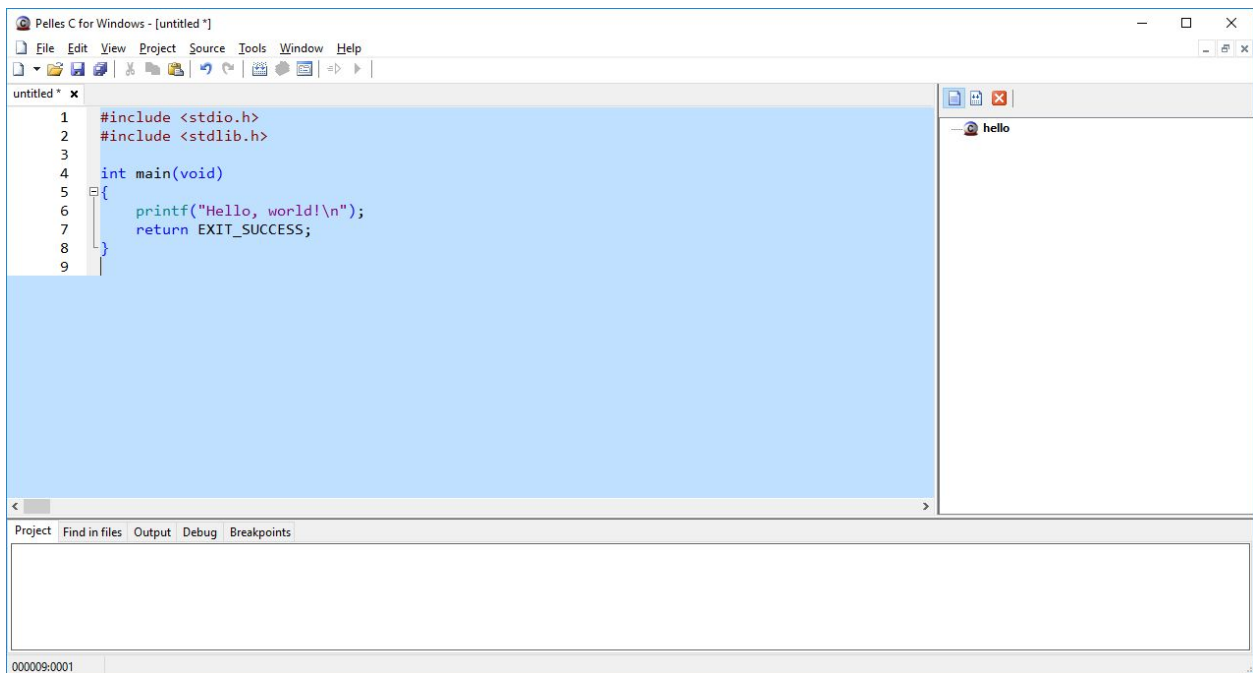 Pelles C for Windows - [untitled *]
File Edit View Project Source Tools Window Help
untitled *
1 #include <stdio.h>
2 #include <stdlib.h>
3
4 int main(void)
5 {
6     printf("Hello, world!\n");
7     return EXIT_SUCCESS;
8 }
9
hello
Project Find in files Output Debug Breakpoints
000009:0001